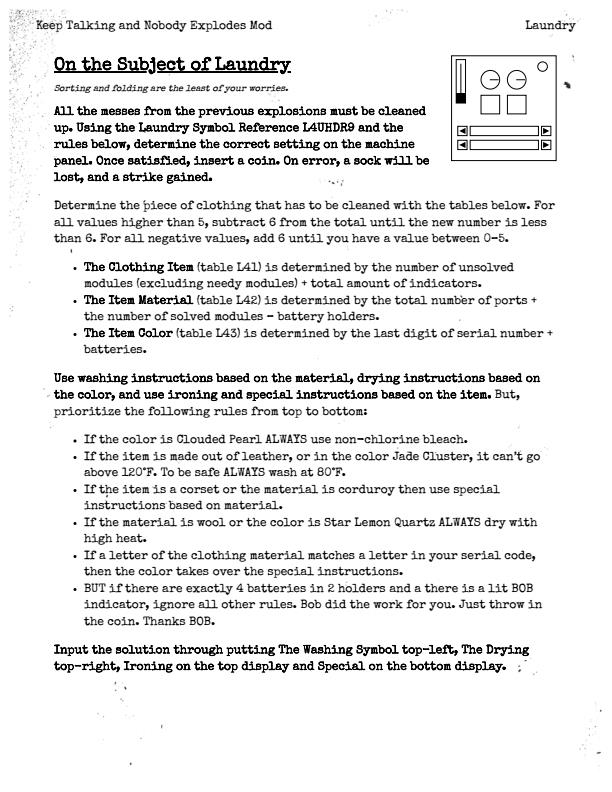 Keep Talking and Nobody Explodes Mod
Laundry
On the Subject of Laundry
Sorting and folding are the least of your worries.
All the messes from the previous explosions must be cleaned
up. Using the Laundry Symbol Reference L4UHDR9 and the
rules below, determine the correct setting on the machine
panel. Once satisfied, insert a coin. On error, a sock will be
lost, and a strike gained.
Determine the piece of clothing that has to be cleaned with the tables below. For
all values higher than 5, subtract 6 from the total until the new number is less
than 6. For all negative values, add 6 until you have a value between 0-5.
• The Clothing Item (table L41) is determined by the number of unsolved
modules (excluding needy modules) + total amount of indicators.
• The Item Material (table L42) is determined by the total number of ports +
the number of solved modules - battery holders.
• The Item Color (table L43) is determined by the last digit of serial number +
batteries.
Use washing instructions based on the material, drying instructions based on
the color, and use ironing and special instructions based on the item. But,
prioritize the following rules from top to bottom:
• If the color is Clouded Pearl ALWAYS use non-chlorine bleach.
• If the item is made out of leather, or in the color Jade Cluster, it can't go
above 120°F. To be safe ALWAYS wash at 80°F.
• If the item is a corset or the material is corduroy then use special
instructions based on material.
• If the material is wool or the color is Star Lemon Quartz ALWAYS dry with
high heat.
• If a letter of the clothing material matches a letter in your serial code,
then the color takes over the special instructions.
• BUT if there are exactly 4 batteries in 2 holders and a there is a lit BOB
indicator, ignore all other rules. Bob did the work for you. Just throw in
the coin. Thanks BOB.
Input the solution through putting The Washing Symbol top-left, The Drying
top-right, Ironing on the top display and Special on the bottom display.